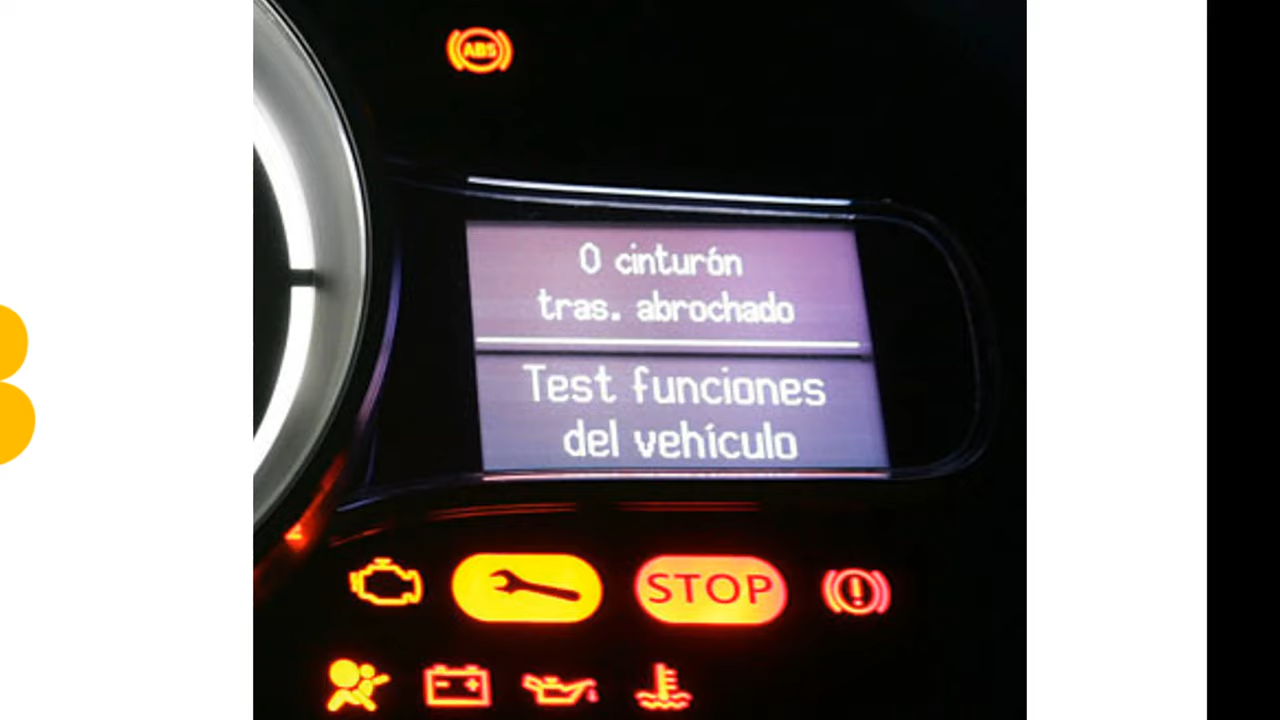 ABS
0 cinturón
tras. abrochado
Test funciones
del vehículo
STOP